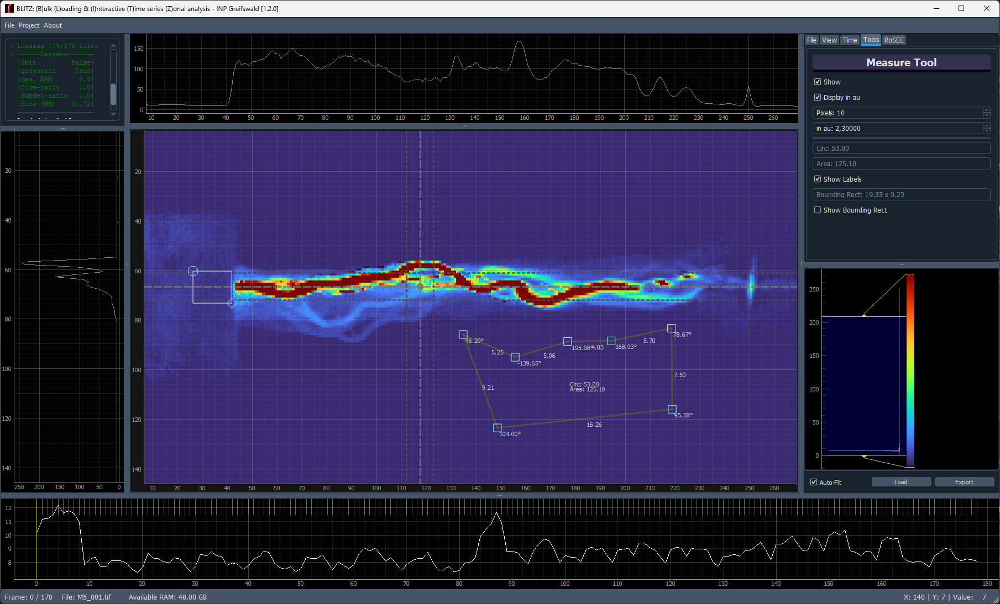 BLITZ: (B)ulk (L)oading & (I)nteractive (T)ime series (Z)onal analysis - INP Greifswald [1.2.0]
File Project About
> Loading 179/179 files
> ------Dataset-------
|8bit False|
|grayscale True|
|max. RAM 8.0|
|Size-ratio 1.0|
|Subset-ratio 1.0|
|Size (MB) 30.72|
---------------------
150
100
50
0
10 20 30 40 50 60 70 80 90 100 110 120 130 140 150 160 170 180 190 200 210 220 230 240 250 260
20
40
60
80
100
120
140
250 200 150 100 50 0
20
40
60
80
100
120
140
46.29°
5.25
-139.65°
5.06
-195.98°
4.03
-168.93°
5.70
78.67°
7.50
9.21
Circ: 53.00
Area: 125.10
95.58°
16.26
104.00°
10 20 30 40 50 60 70 80 90 100 110 120 130 140 150 160 170 180 190 200 210 220 230 240 250 260
File View Time Tools RoSEE
Measure Tool
Show
Display in au
Pixels: 10
in au: 2,30000
Circ: 53.00
Area: 125.10
Show Labels
Bounding Rect: 19.33 x 9.23
Show Bounding Rect
250
200
150
100
50
0
Auto-Fit Load Export
12
11
10
9
8
0 10 20 30 40 50 60 70 80 90 100 110 120 130 140 150 160 170 180
Frame: 0 / 178 File: M5_001.tif Available RAM: 48.00 GB
X: 140 | Y: 7 | Value: 7